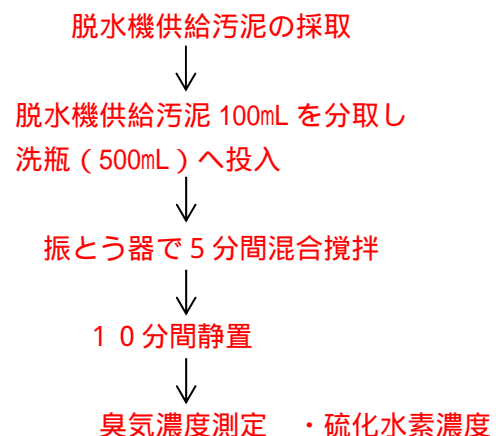 脱水機供給汚泥の採取
脱水機供給汚泥 100mL を分取し
洗瓶（500mL）へ投入
振とう器で５分間混合撹拌
１０分間静置
臭気濃度測定　・硫化水素濃度